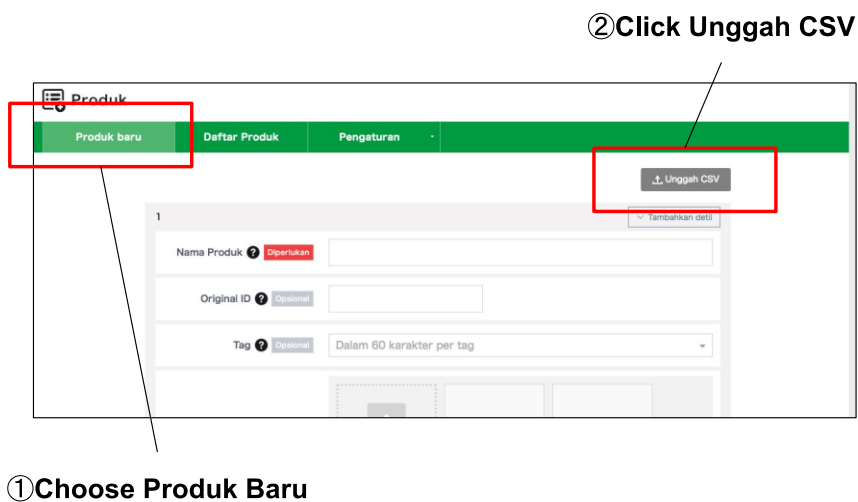 ②Click Unggah CSV
Produk
Produk baru Daftar Produk Pengaturan
Unggah CSV
1
Tambahkan detil
Nama Produk ? Diperlukan
Original ID ? Opsional
Tag ? Opsional Dalam 60 karakter per tag
①Choose Produk Baru